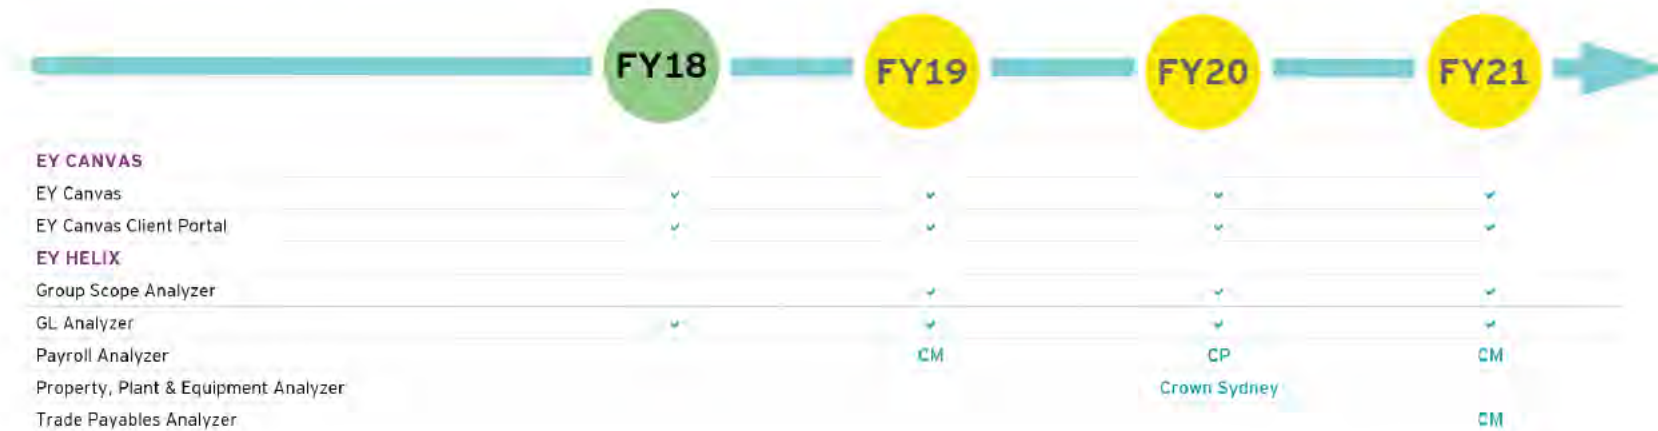 FY18 FY19 FY20 FY21
EY CANVAS
EY Canvas ✓ ✓ ✓ ✓
EY Canvas Client Portal ✓ ✓ ✓ ✓
EY HELIX
Group Scope Analyzer ✓ ✓ ✓
GL Analyzer ✓ ✓ ✓ ✓
Payroll Analyzer CM CP CM
Property, Plant & Equipment Analyzer Crown Sydney
Trade Payables Analyzer CM